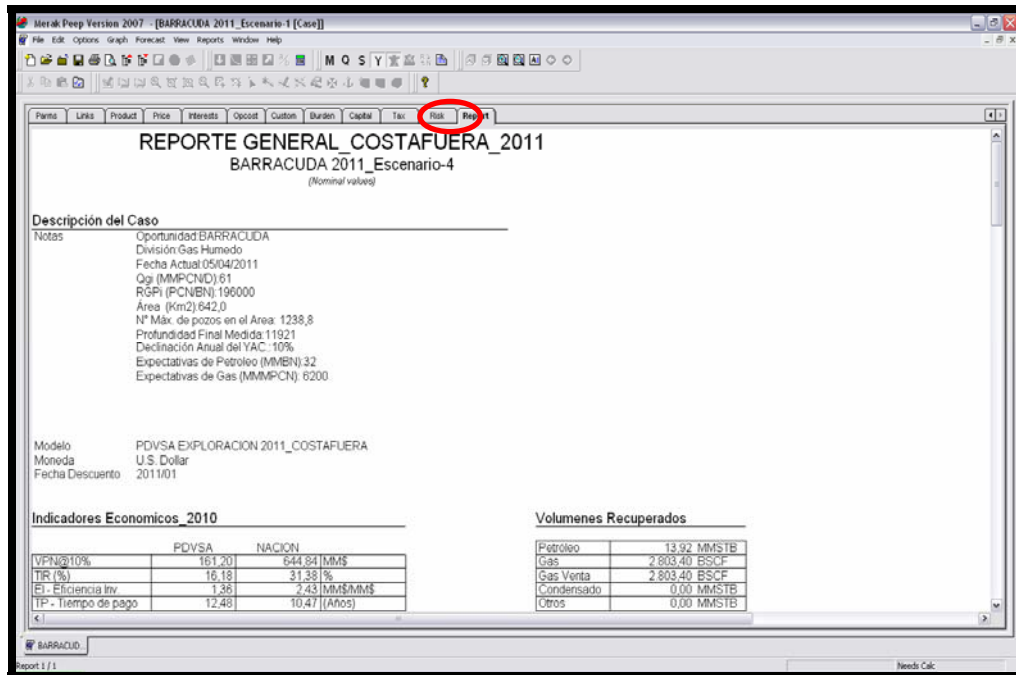 Merak Peep Version 2007 - [BARRACUDA 2011_Escenario-1 [Case]]
File Edit Options Graph Forecast View Reports Window Help
M Q S Y
Parms Links Product Price Interests Opcost Custom Burden Capital Tax Risk Report
REPORTE GENERAL_COSTAFUERA_2011
BARRACUDA 2011_Escenario-4
(Nominal values)
Descripción del Caso
Notas Oportunidad:BARRACUDA
División:Gas Humedo
Fecha Actual:05/04/2011
Qgi (MMPCN/D):61
RGPi (PCN/BN):196000
Área (Km2):642,0
N° Máx. de pozos en el Area: 1238,8
Profundidad Final Medida:11921
Declinación Anual del YAC.:10%
Expectativas de Petroleo (MMBN):32
Expectativas de Gas (MMMPCN): 6200
Modelo PDVSA EXPLORACION 2011_COSTAFUERA
Moneda U.S. Dollar
Fecha Descuento 2011/01
Indicadores Economicos_2010
PDVSA NACION
VPN@10% 161,20 644,84 MM$
TIR (%) 16,18 31,38 %
EI - Eficiencia Inv. 1,36 2,43 MM$/MM$
TP - Tiempo de pago 12,48 10,47 (Años)
Volumenes Recuperados
Petróleo 13,92 MMSTB
Gas 2.803,40 BSCF
Gas Venta 2.803,40 BSCF
Condensado 0,00 MMSTB
Otros 0,00 MMSTB
BARRACUD...
Report 1 / 1 Needs Calc